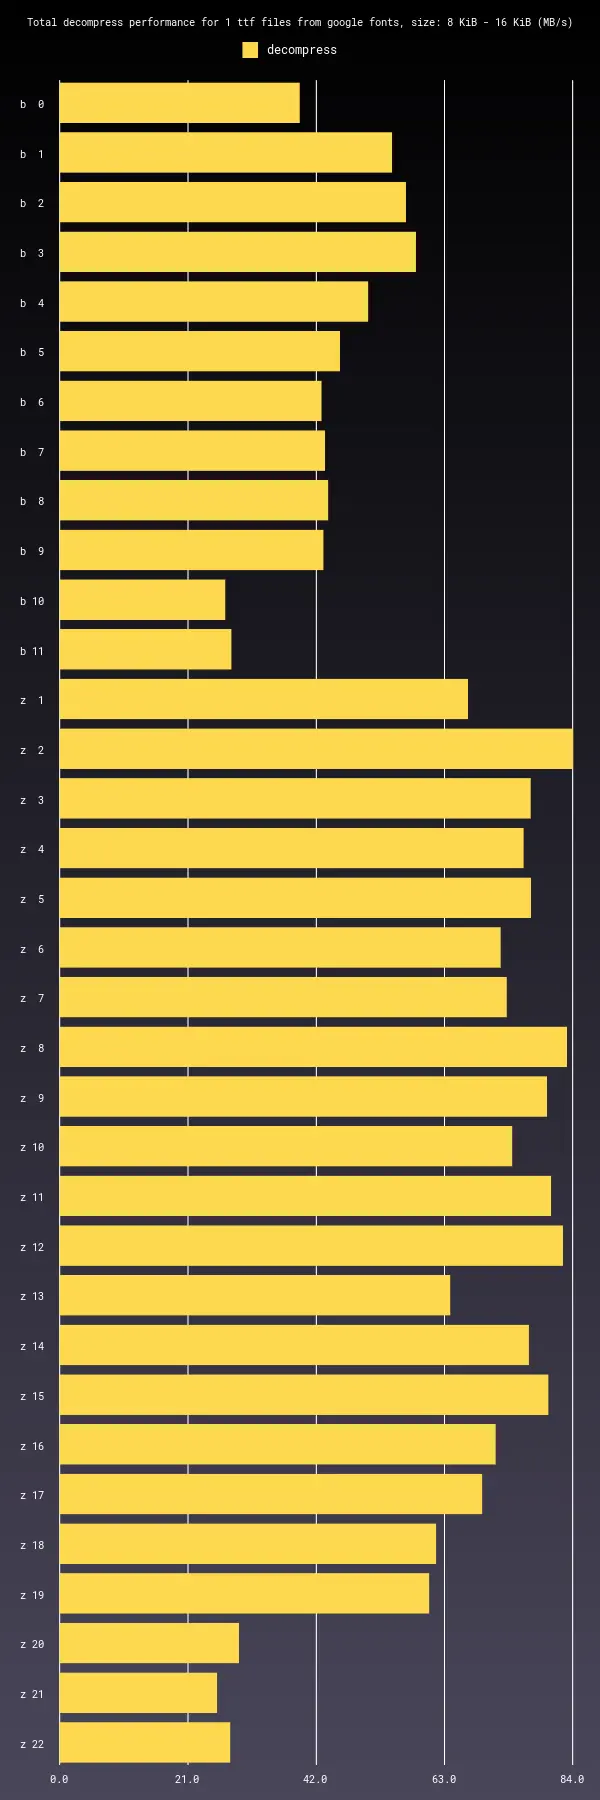 Total decompress performance for 1 ttf files from google fonts, size: 8 KiB - 16 KiB (MB/s)
decompress
b 0
b 1
b 2
b 3
b 4
b 5
b 6
b 7
b 8
b 9
b 10
b 11
z 1
z 2
z 3
z 4
z 5
z 6
z 7
z 8
z 9
z 10
z 11
z 12
z 13
z 14
z 15
z 16
z 17
z 18
z 19
z 20
z 21
z 22
0.0 21.0 42.0 63.0 84.0